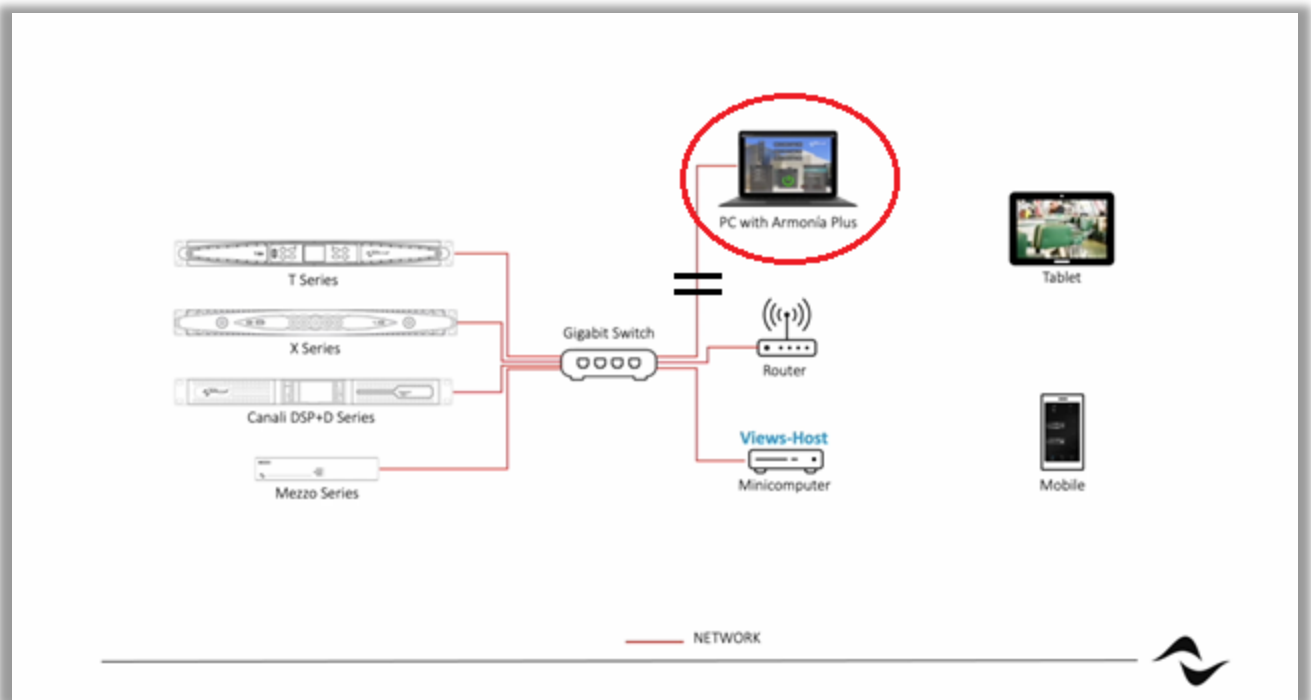 PC with Armonía Plus
Tablet
T Series
Gigabit Switch
X Series
Router
Canali DSP+D Series
Views-Host
Minicomputer
Mobile
Mezzo Series
NETWORK